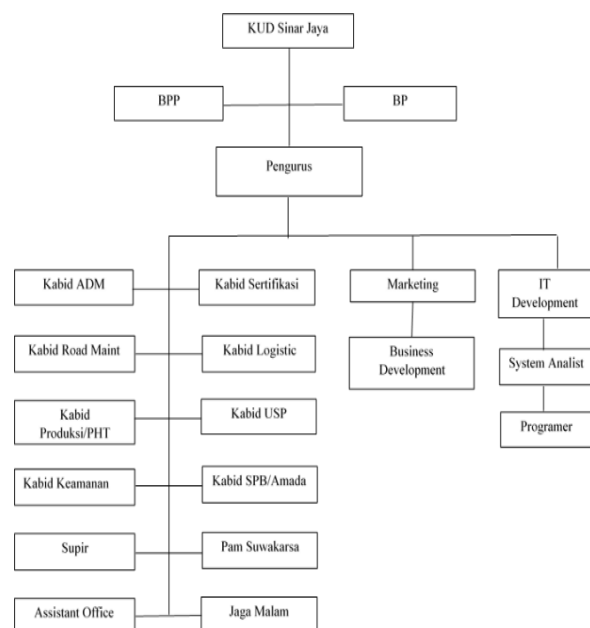 KUD Sinar Jaya
BPP
BP
Pengurus
Kabid ADM
Kabid Sertifikasi
Marketing
IT
Development
Kabid Road Maint
Kabid Logistic
Business
Development
System Analist
Kabid
Produksi/PHT
Kabid USP
Programer
Kabid Keamanan
Kabid SPB/Amada
Supir
Pam Suwakarsa
Assistant Office
Jaga Malam